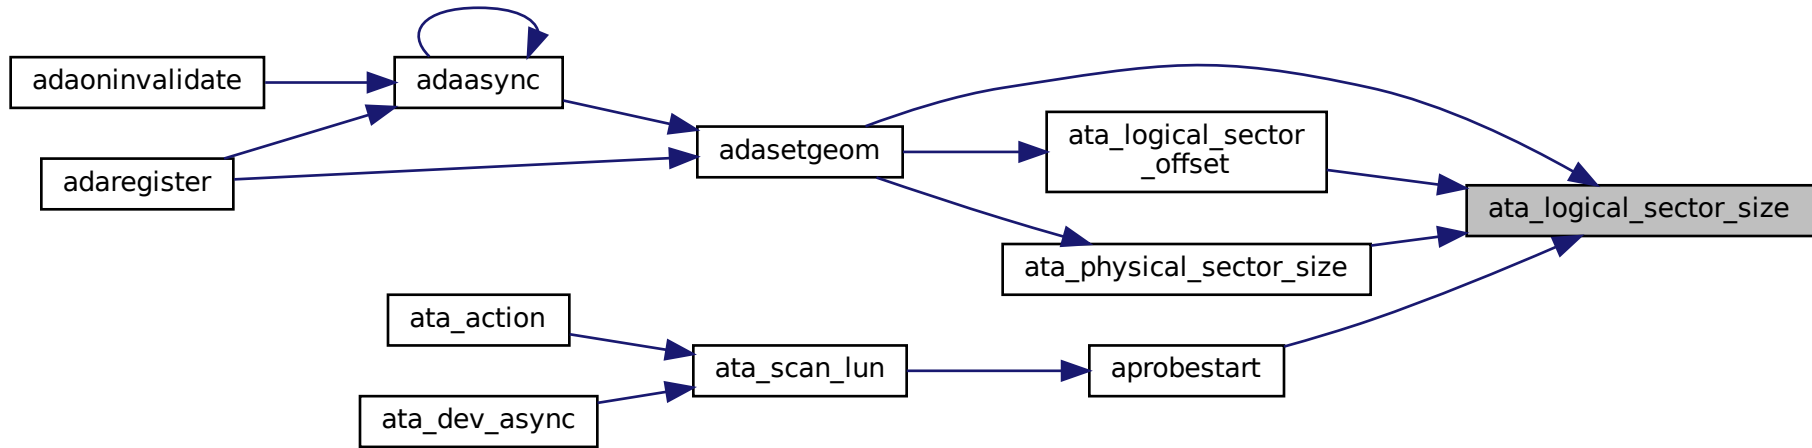 adaoninvalidate
adaasync
adaregister
adasetgeom
ata_logical_sector
_offset
ata_logical_sector_size
ata_physical_sector_size
ata_action
ata_scan_lun
aprobestart
ata_dev_async